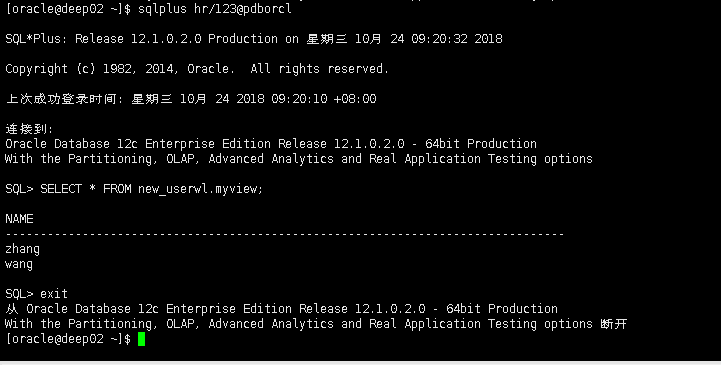 [oracle@deep02 ~]$ sqlplus hr/123@pdborcl
SQL*Plus: Release 12.1.0.2.0 Production on 星期三 10月 24 09:20:32 2018
Copyright (c) 1982, 2014, Oracle.  All rights reserved.
上次成功登录时间: 星期三 10月 24 2018 09:20:10 +08:00
连接到:
Oracle Database 12c Enterprise Edition Release 12.1.0.2.0 - 64bit Production
With the Partitioning, OLAP, Advanced Analytics and Real Application Testing options
SQL> SELECT * FROM new_userwl.myview;
NAME
--------------------------------------------------------------------------------
zhang
wang
SQL> exit
从 Oracle Database 12c Enterprise Edition Release 12.1.0.2.0 - 64bit Production
With the Partitioning, OLAP, Advanced Analytics and Real Application Testing options 断开
[oracle@deep02 ~]$